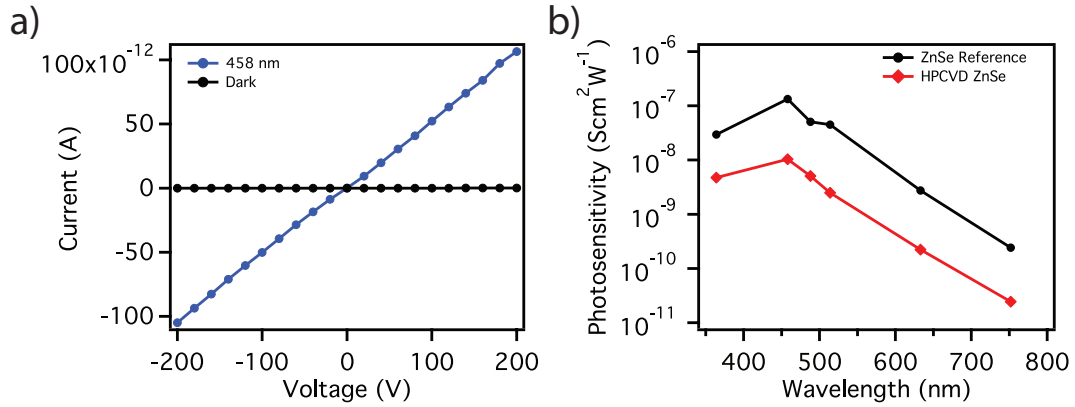 a)
100x10^-12
50
0
-50
-100
-200
-100
0
100
200
Current (A)
Voltage (V)
458 nm
Dark
b)
10^-6
10^-7
10^-8
10^-9
10^-10
10^-11
400
500
600
700
800
Photosensitivity (Scm^2W^-1)
Wavelength (nm)
ZnSe Reference
HPCVD ZnSe